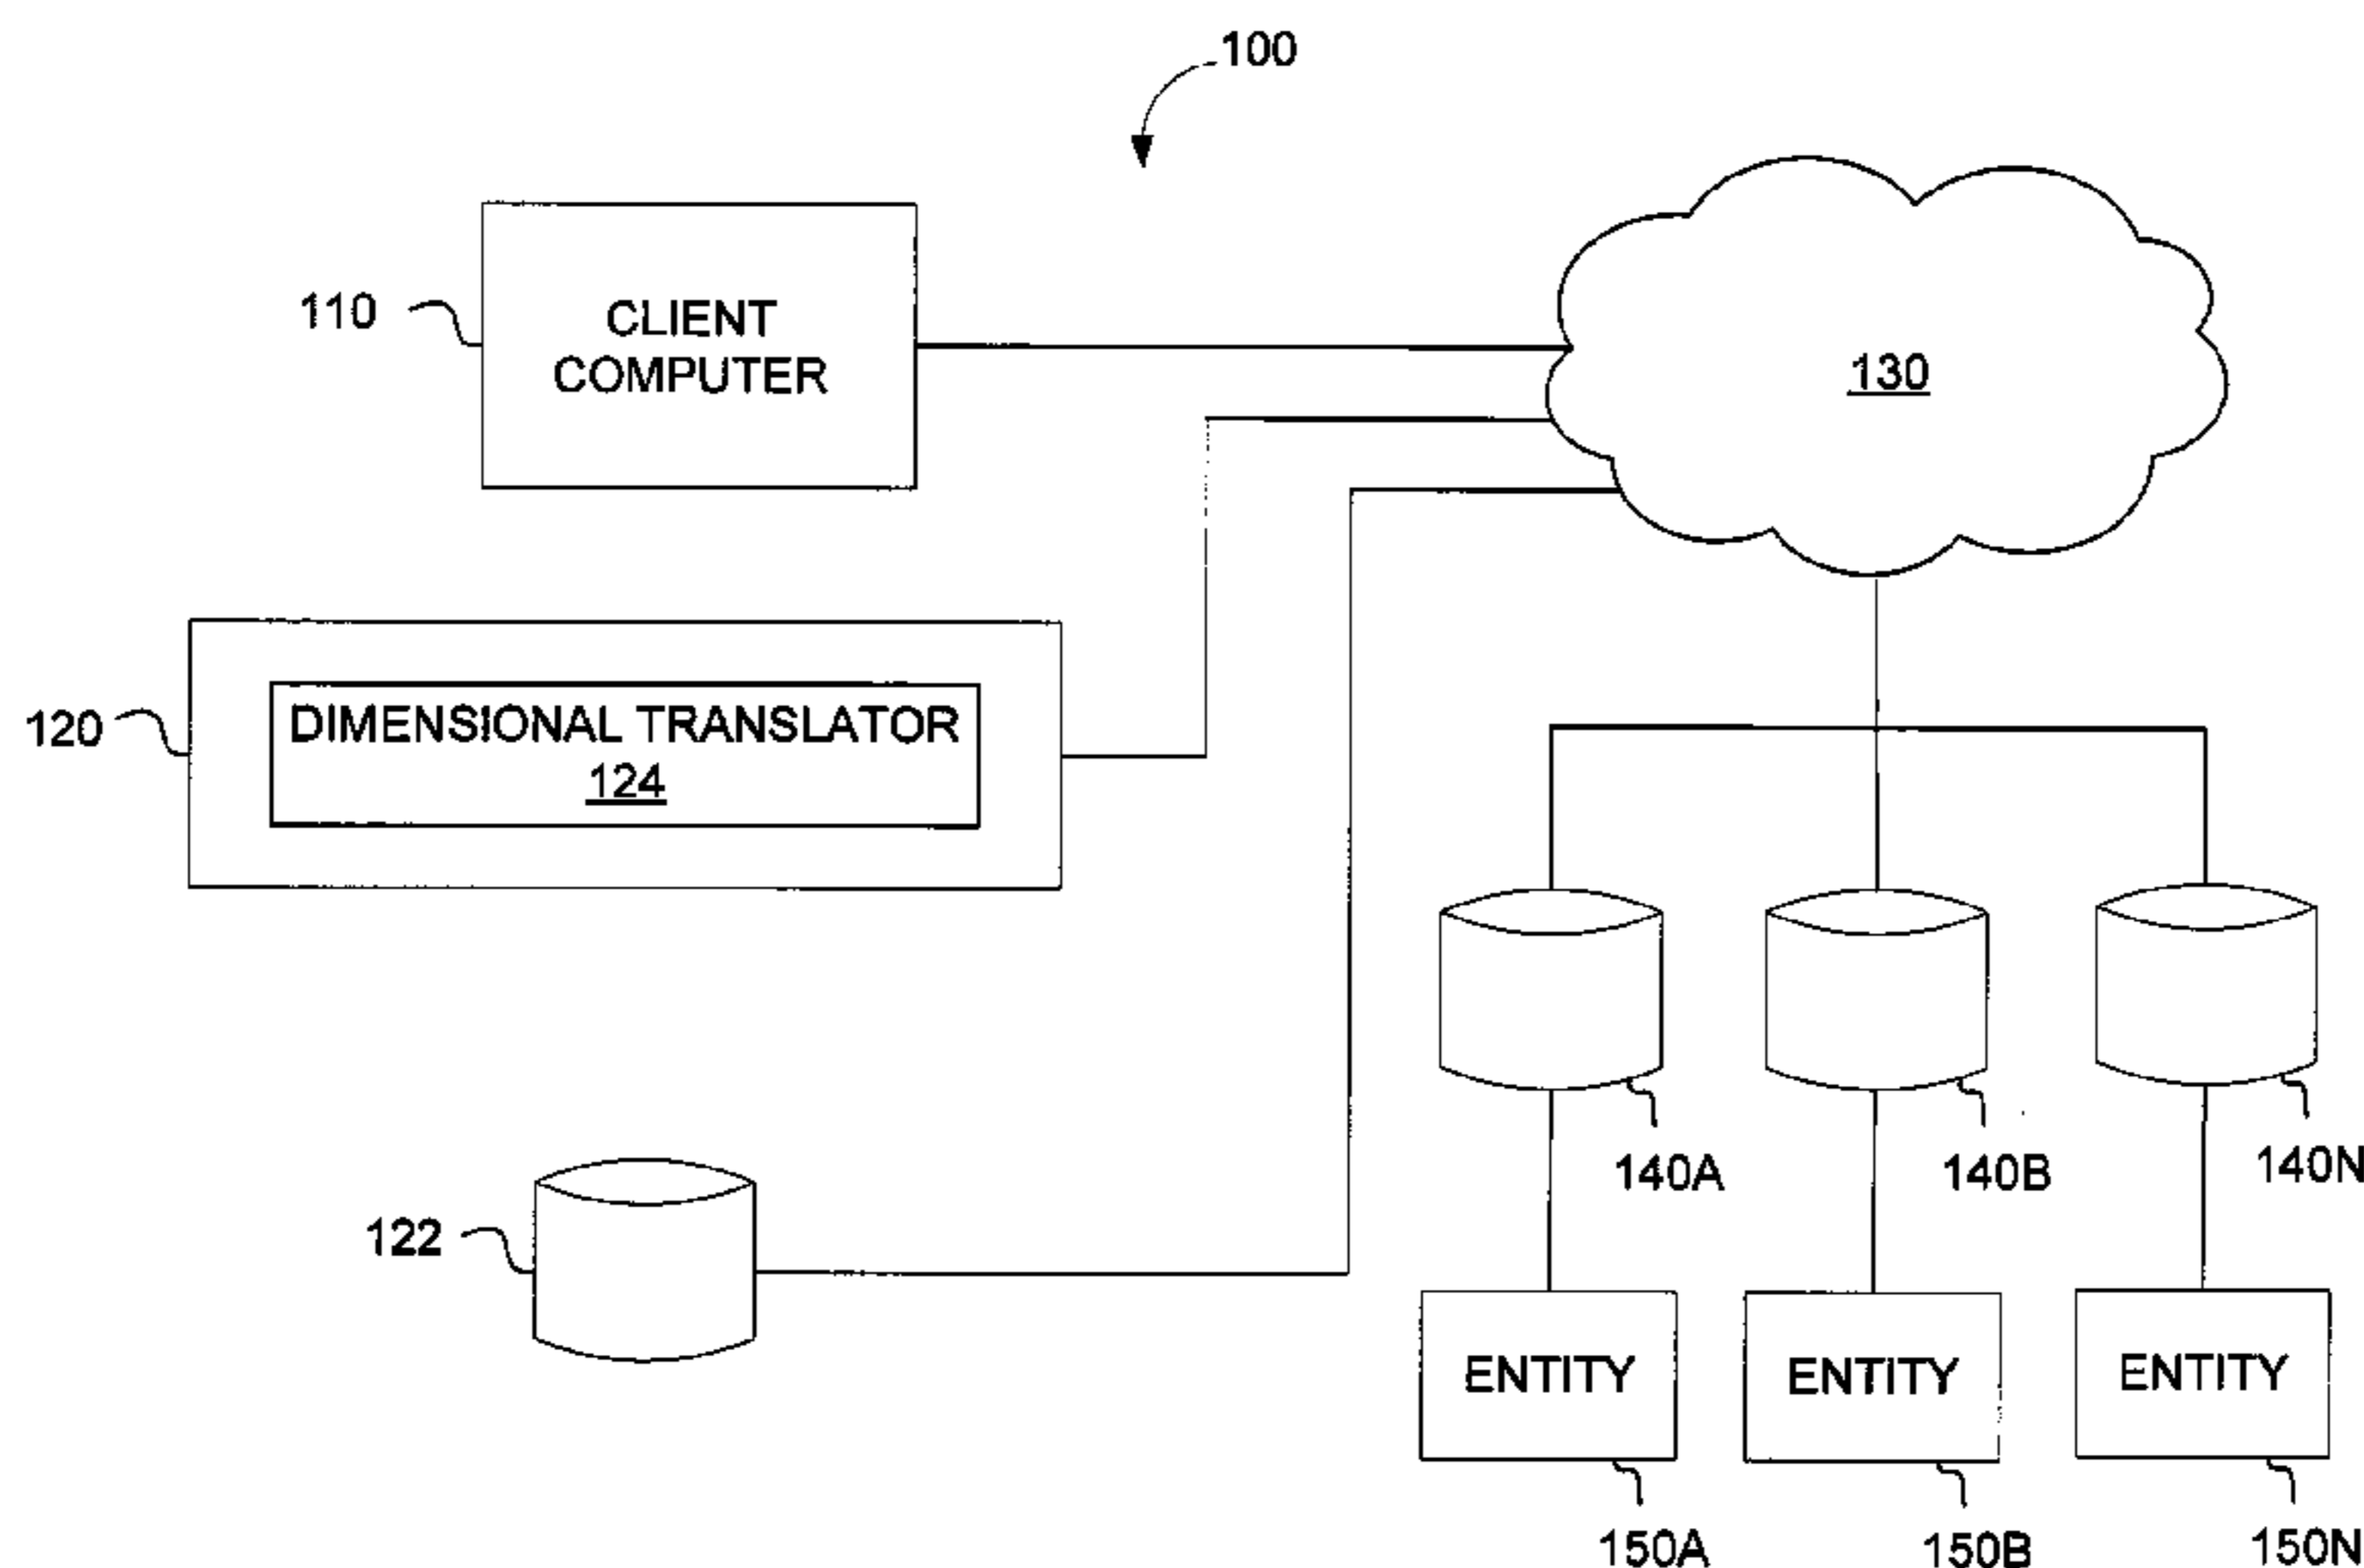 100
110
CLIENT
COMPUTER
130
120
DIMENSIONAL TRANSLATOR
124
140A
140B
140N
122
ENTITY
ENTITY
ENTITY
150A
150B
150N